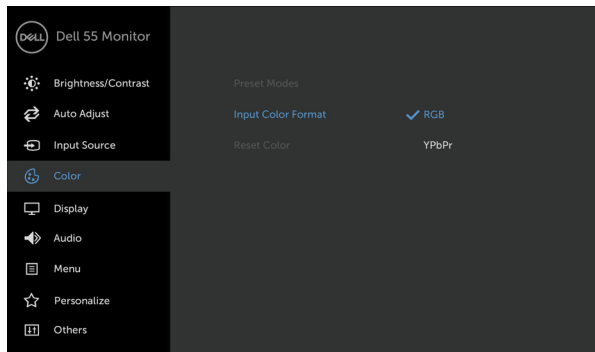 DELL Dell 55 Monitor
Brightness/Contrast
Auto Adjust
Input Source
Color
Display
Audio
Menu
Personalize
Others
Preset Modes
Input Color Format RGB
Reset Color YPbPr